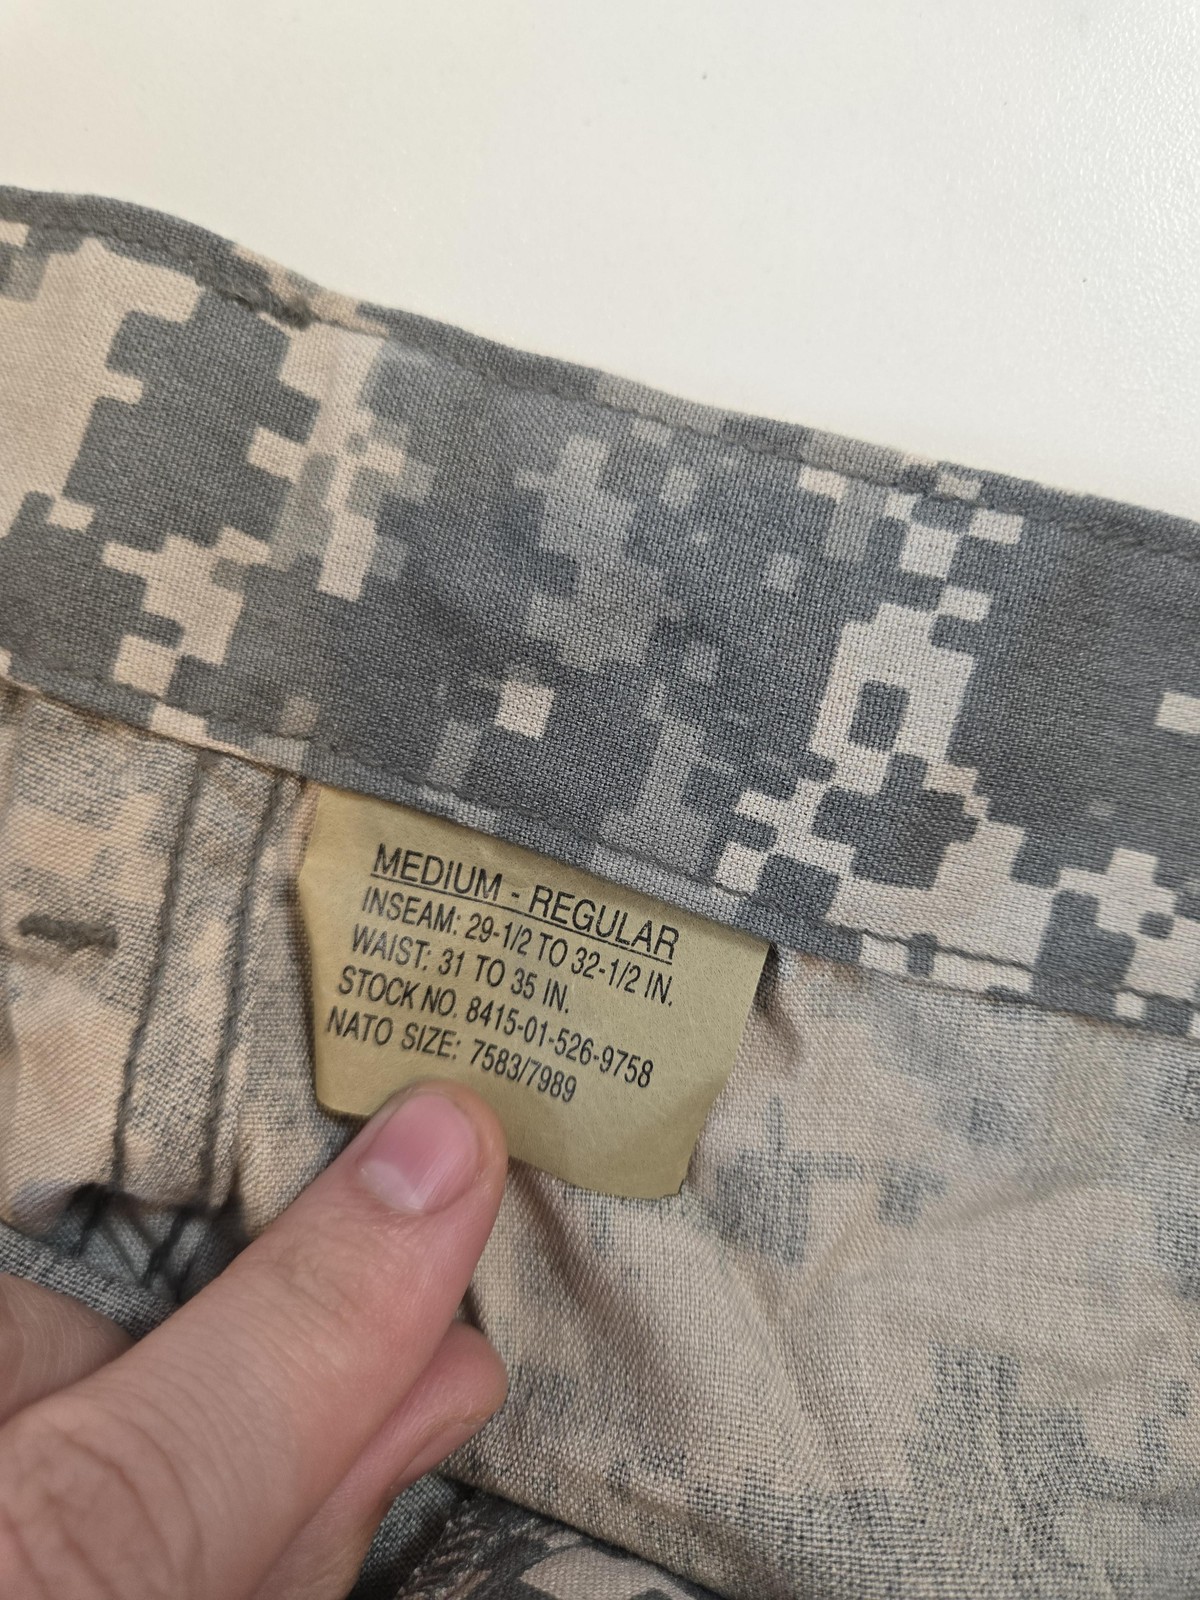 MEDIUM - REGULAR
INSEAM: 29-1/2 TO 32-1/2 IN.
WAIST: 31 TO 35 IN.
STOCK NO. 8415-01-526-9758
NATO SIZE: 7583/7989